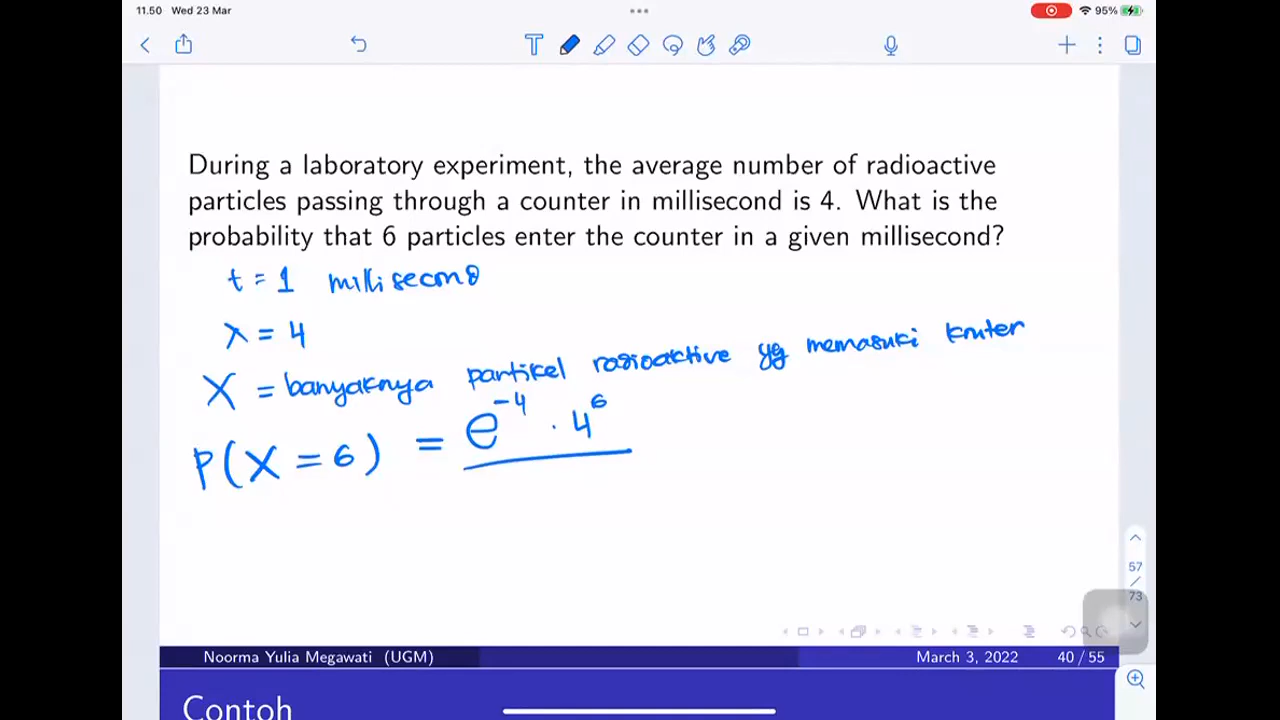 11.50 Wed 23 Mar
95%
During a laboratory experiment, the average number of radioactive
particles passing through a counter in millisecond is 4. What is the
probability that 6 particles enter the counter in a given millisecond?
t = 1 millisecond
λ = 4
X = banyaknya partikel radioactive yg memasuki knuter
P(X = 6) = e^-4 . 4^6
57
/
73
Noorma Yulia Megawati (UGM) March 3, 2022 40 / 55
Contoh